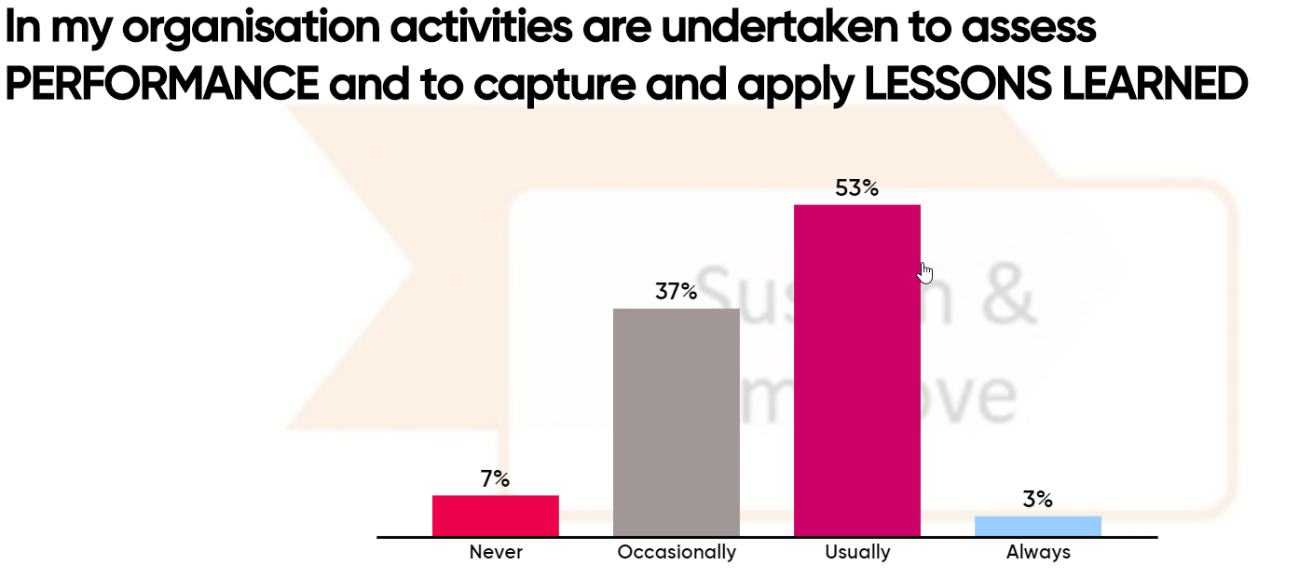 In my organisation activities are undertaken to assess
PERFORMANCE and to capture and apply LESSONS LEARNED
53%
37%
&
7%
3%
Never Occasionally Usually Always